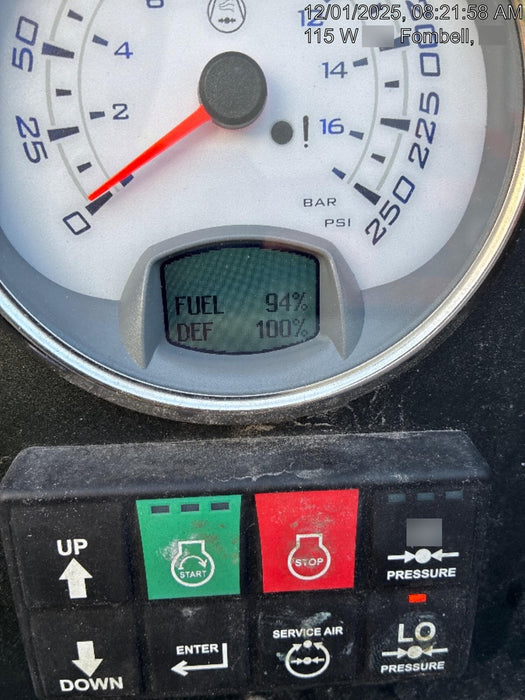 12/01/2025, 08:21:58 AM
115 W Fombell,
0
25
50
2
4
6
12
14
16
225
250
BAR
PSI
FUEL 94%
DEF 100%
UP
START
STOP
PRESSURE
DOWN
ENTER
SERVICE AIR
LO
PRESSURE